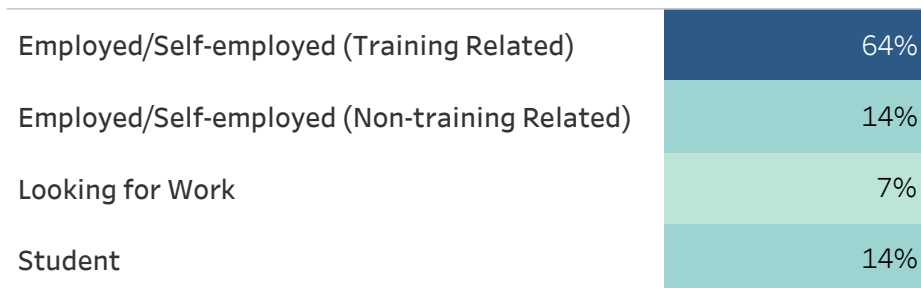 Employed/Self-employed (Training Related) 64%
Employed/Self-employed (Non-training Related) 14%
Looking for Work 7%
Student 14%